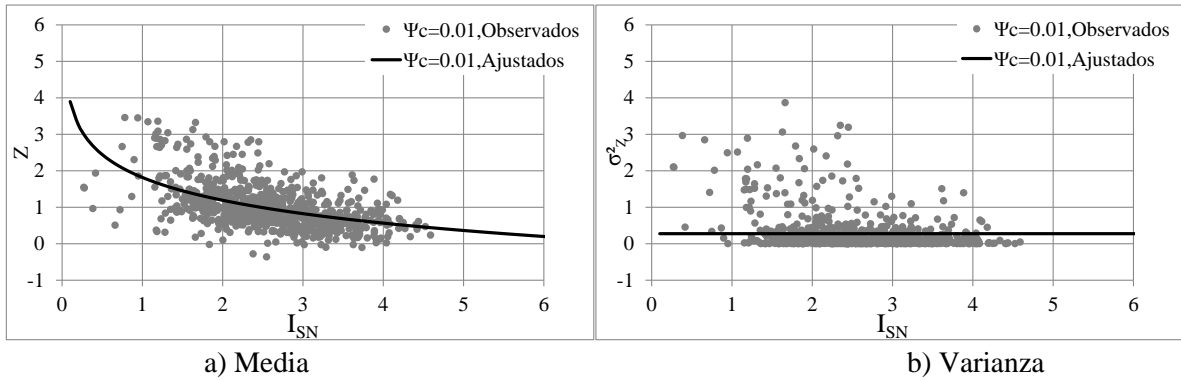 6
5
4
3
2
1
0
-1
Z
Ψc=0.01,Observados
Ψc=0.01,Ajustados
0 1 2 3 4 5 6
I_SN
a) Media
6
5
4
3
2
1
0
-1
σ²_Z
Ψc=0.01,Observados
Ψc=0.01,Ajustados
0 1 2 3 4 5 6
I_SN
b) Varianza